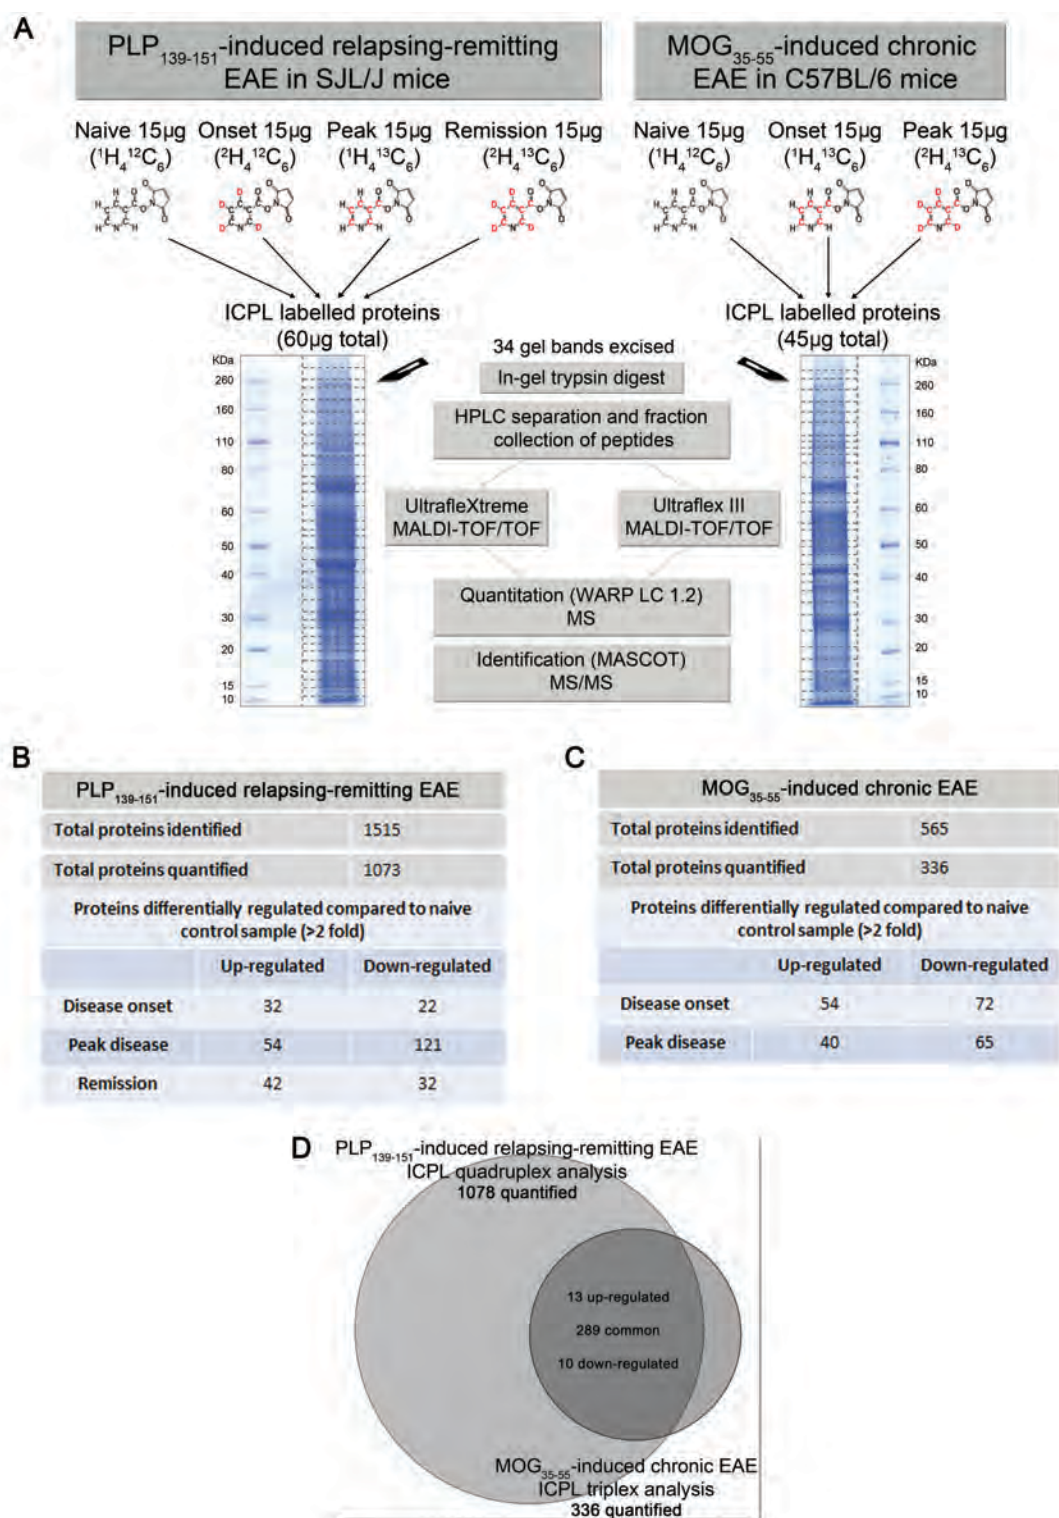 A
PLP139-151-induced relapsing-remitting
EAE in SJL/J mice
MOG35-55-induced chronic
EAE in C57BL/6 mice
Naive 15µg
(¹H₄¹²C₆)
Onset 15µg
(²H₄¹²C₆)
Peak 15µg
(¹H₄¹³C₆)
Remission 15µg
(²H₄¹³C₆)
Naive 15µg
(¹H₄¹²C₆)
Onset 15µg
(¹H₄¹³C₆)
Peak 15µg
(²H₄¹³C₆)
ICPL labelled proteins
(60µg total)
ICPL labelled proteins
(45µg total)
KDa
260
160
110
80
60
50
40
30
20
15
10
34 gel bands excised
In-gel trypsin digest
HPLC separation and fraction
collection of peptides
UltrafleXtreme
MALDI-TOF/TOF
Ultraflex III
MALDI-TOF/TOF
Quantitation (WARP LC 1.2)
MS
Identification (MASCOT)
MS/MS
KDa
260
160
110
80
60
50
40
30
20
15
10
B
PLP139-151-induced relapsing-remitting EAE
Total proteins identified 1515
Total proteins quantified 1073
Proteins differentially regulated compared to naive
control sample (>2 fold)
Up-regulated Down-regulated
Disease onset 32 22
Peak disease 54 121
Remission 42 32
C
MOG35-55-induced chronic EAE
Total proteins identified 565
Total proteins quantified 336
Proteins differentially regulated compared to naive
control sample (>2 fold)
Up-regulated Down-regulated
Disease onset 54 72
Peak disease 40 65
D
PLP139-151-induced relapsing-remitting EAE
ICPL quadruplex analysis
1078 quantified
13 up-regulated
289 common
10 down-regulated
MOG35-55-induced chronic EAE
ICPL triplex analysis
336 quantified